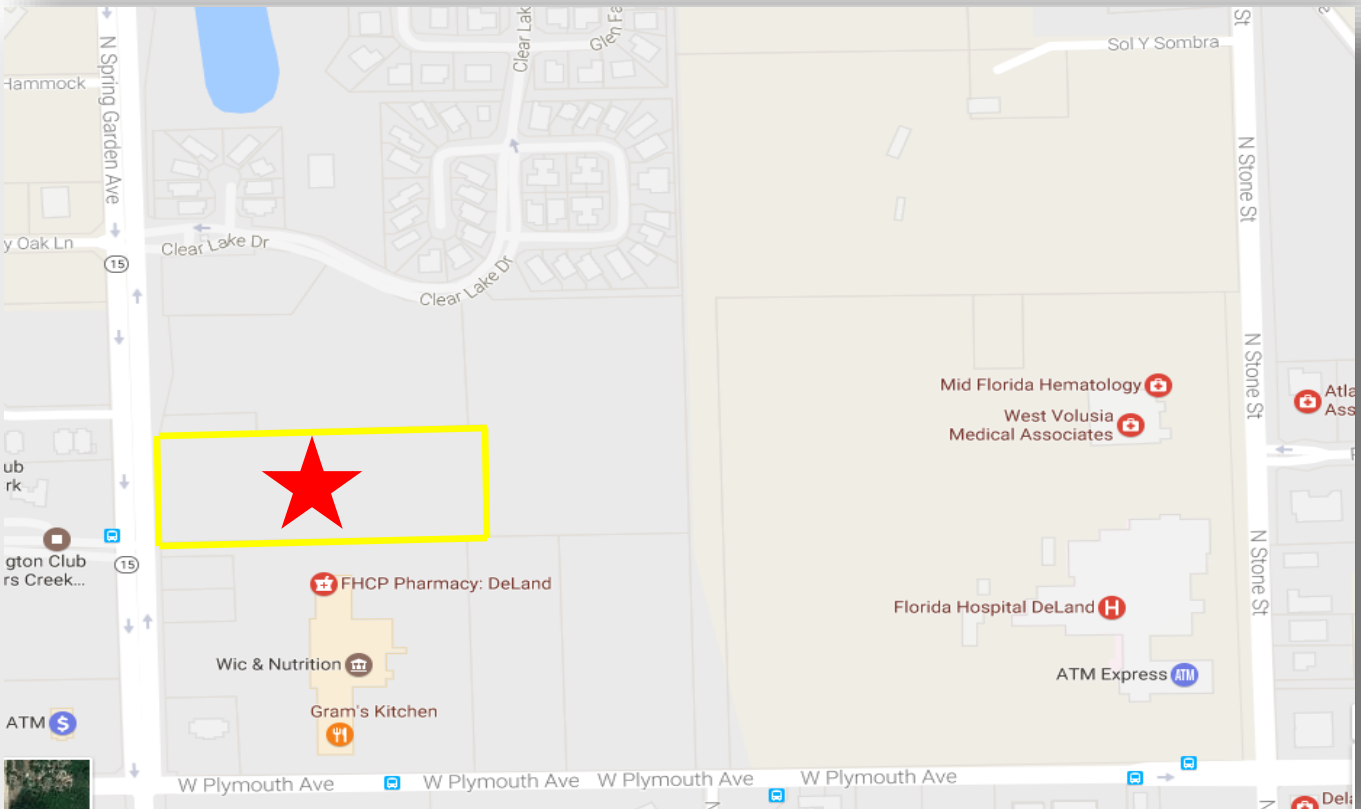 Clear Lak
Glen Fa
St
Sol Y Sombra
Hammock
N Spring Garden Ave
N Stone St
y Oak Ln
Clear Lake Dr
15
Clear Lake Dr
N Stone St
Mid Florida Hematology
West Volusia
Medical Associates
Atla
Ass
ub
rk
gton Club
rs Creek...
15
N Stone St
FHCP Pharmacy: DeLand
Florida Hospital DeLand
H
Wic & Nutrition
ATM Express
ATM
Gram's Kitchen
ATM
$
W Plymouth Ave
W Plymouth Ave
W Plymouth Ave
W Plymouth Ave
N
N
Dela